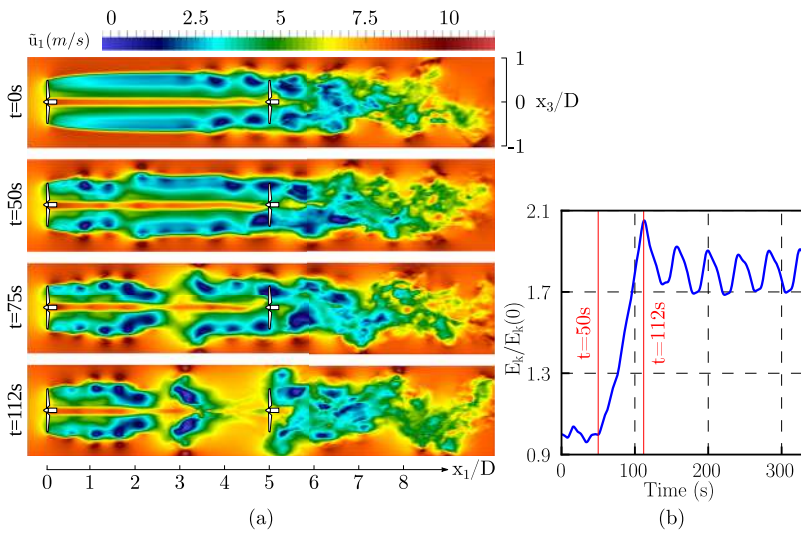 0 2.5 5 7.5 10
ũ₁(m/s)
t=0s
1
0 x₃/D
-1
t=50s
t=75s
t=112s
0 1 2 3 4 5 6 7 8 x₁/D
(a)
2.1
1.7
1.3
0.9
Eₖ/Eₖ(0)
t=50s
t=112s
0 100 200 300
Time (s)
(b)